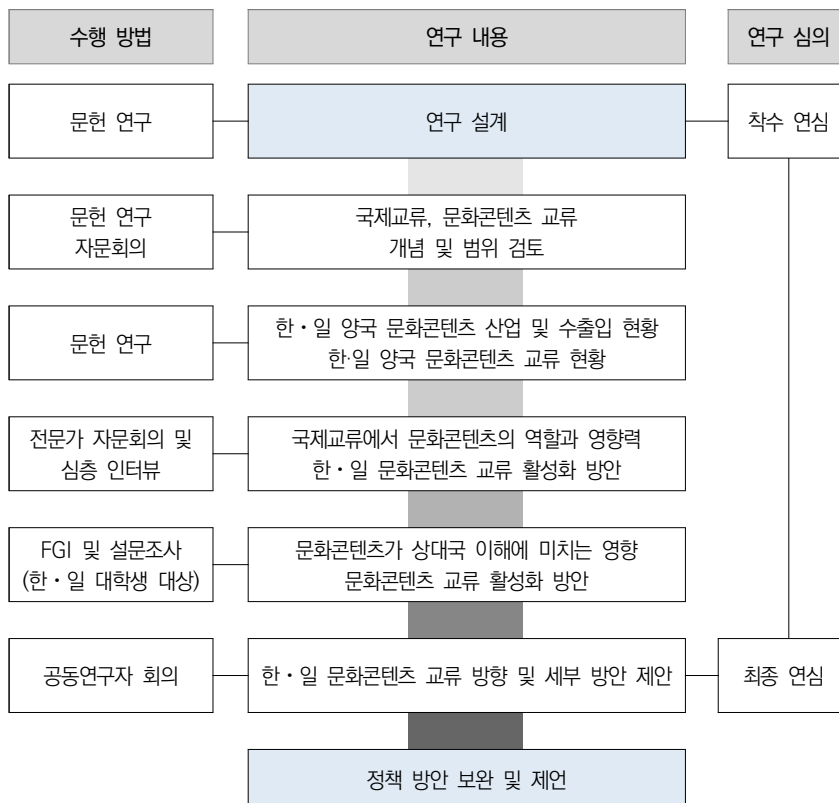 수행 방법
연구 내용
연구 심의
문헌 연구
연구 설계
착수 연심
문헌 연구
자문회의
국제교류, 문화콘텐츠 교류
개념 및 범위 검토
문헌 연구
한・일 양국 문화콘텐츠 산업 및 수출입 현황
한·일 양국 문화콘텐츠 교류 현황
전문가 자문회의 및
심층 인터뷰
국제교류에서 문화콘텐츠의 역할과 영향력
한・일 문화콘텐츠 교류 활성화 방안
FGI 및 설문조사
(한・일 대학생 대상)
문화콘텐츠가 상대국 이해에 미치는 영향
문화콘텐츠 교류 활성화 방안
공동연구자 회의
한・일 문화콘텐츠 교류 방향 및 세부 방안 제안
최종 연심
정책 방안 보완 및 제언